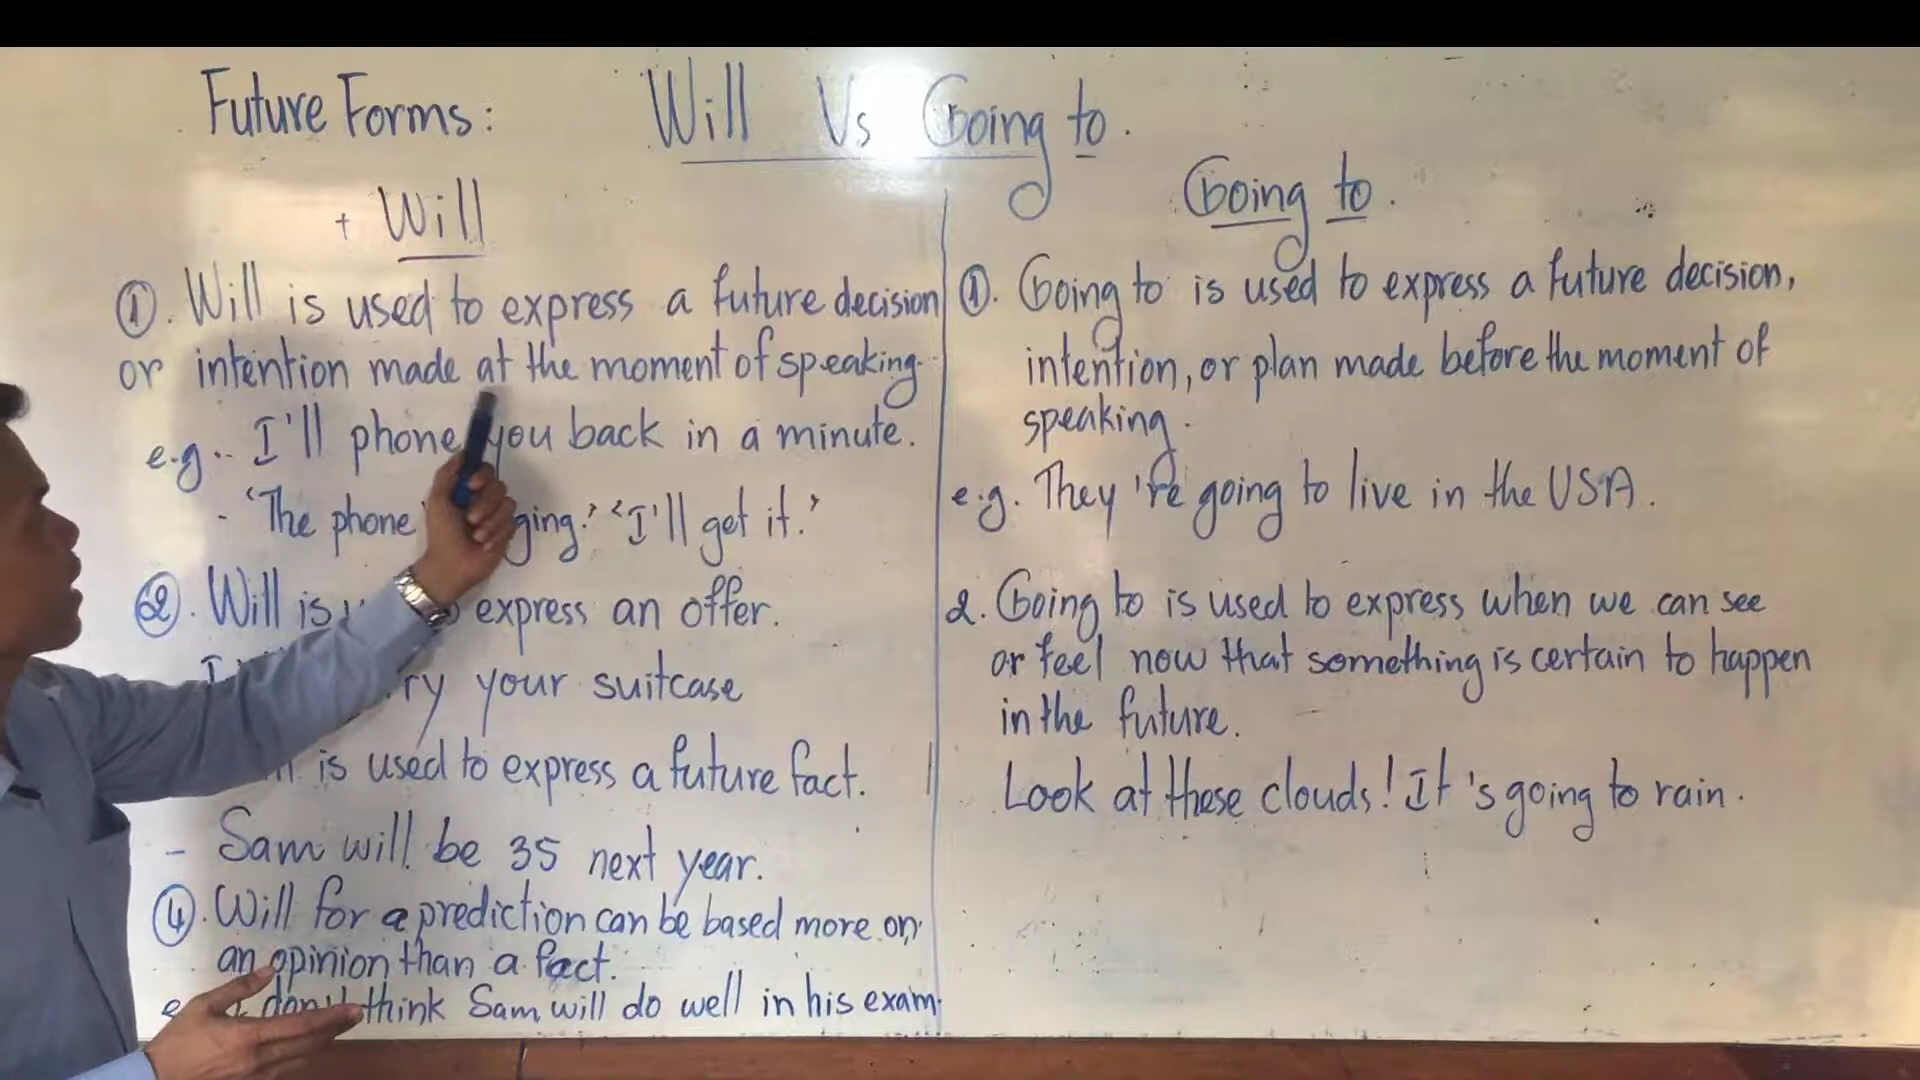 Future Forms: Will Vs Going to.
+ Will
①. Will is used to express a future decision
or intention made at the moment of speaking.
e.g.. I'll phone you back in a minute.
- 'The phone ging.' 'I'll get it.'
②. Will is express an offer.
ry your suitcase
is used to express a future fact.
- Sam will be 35 next year.
④. Will for a prediction can be based more on
an opinion than a fact.
don't think Sam will do well in his exam.
Going to.
①. Going to is used to express a future decision,
intention, or plan made before the moment of
speaking.
e.g. They're going to live in the USA.
2. Going to is used to express when we can see
or feel now that something is certain to happen
in the future.
Look at these clouds! It's going to rain.